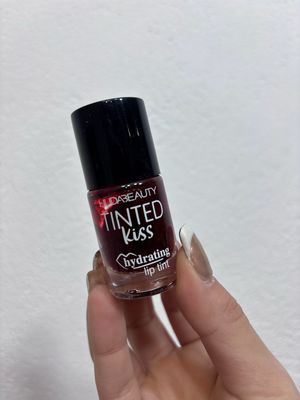 HUDABEAUTY
TINTED
kiss
hydrating
lip tint